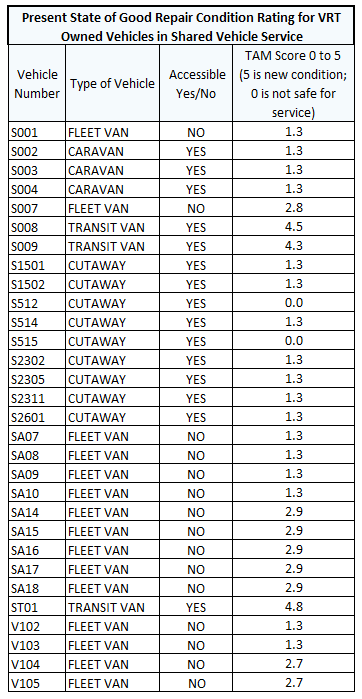 Present State of Good Repair Condition Rating for VRT
Owned Vehicles in Shared Vehicle Service
Vehicle Number Type of Vehicle Accessible Yes/No TAM Score 0 to 5 (5 is new condition; 0 is not safe for service)
S001 FLEET VAN NO 1.3
S002 CARAVAN YES 1.3
S003 CARAVAN YES 1.3
S004 CARAVAN YES 1.3
S007 FLEET VAN NO 2.8
S008 TRANSIT VAN YES 4.5
S009 TRANSIT VAN YES 4.3
S1501 CUTAWAY YES 1.3
S1502 CUTAWAY YES 1.3
S512 CUTAWAY YES 0.0
S514 CUTAWAY YES 1.3
S515 CUTAWAY YES 0.0
S2302 CUTAWAY YES 1.3
S2305 CUTAWAY YES 1.3
S2311 CUTAWAY YES 1.3
S2601 CUTAWAY YES 1.3
SA07 FLEET VAN NO 1.3
SA08 FLEET VAN NO 1.3
SA09 FLEET VAN NO 1.3
SA10 FLEET VAN NO 1.3
SA14 FLEET VAN NO 2.9
SA15 FLEET VAN NO 2.9
SA16 FLEET VAN NO 2.9
SA17 FLEET VAN NO 2.9
SA18 FLEET VAN NO 2.9
ST01 TRANSIT VAN YES 4.8
V102 FLEET VAN NO 1.3
V103 FLEET VAN NO 1.3
V104 FLEET VAN NO 2.7
V105 FLEET VAN NO 2.7